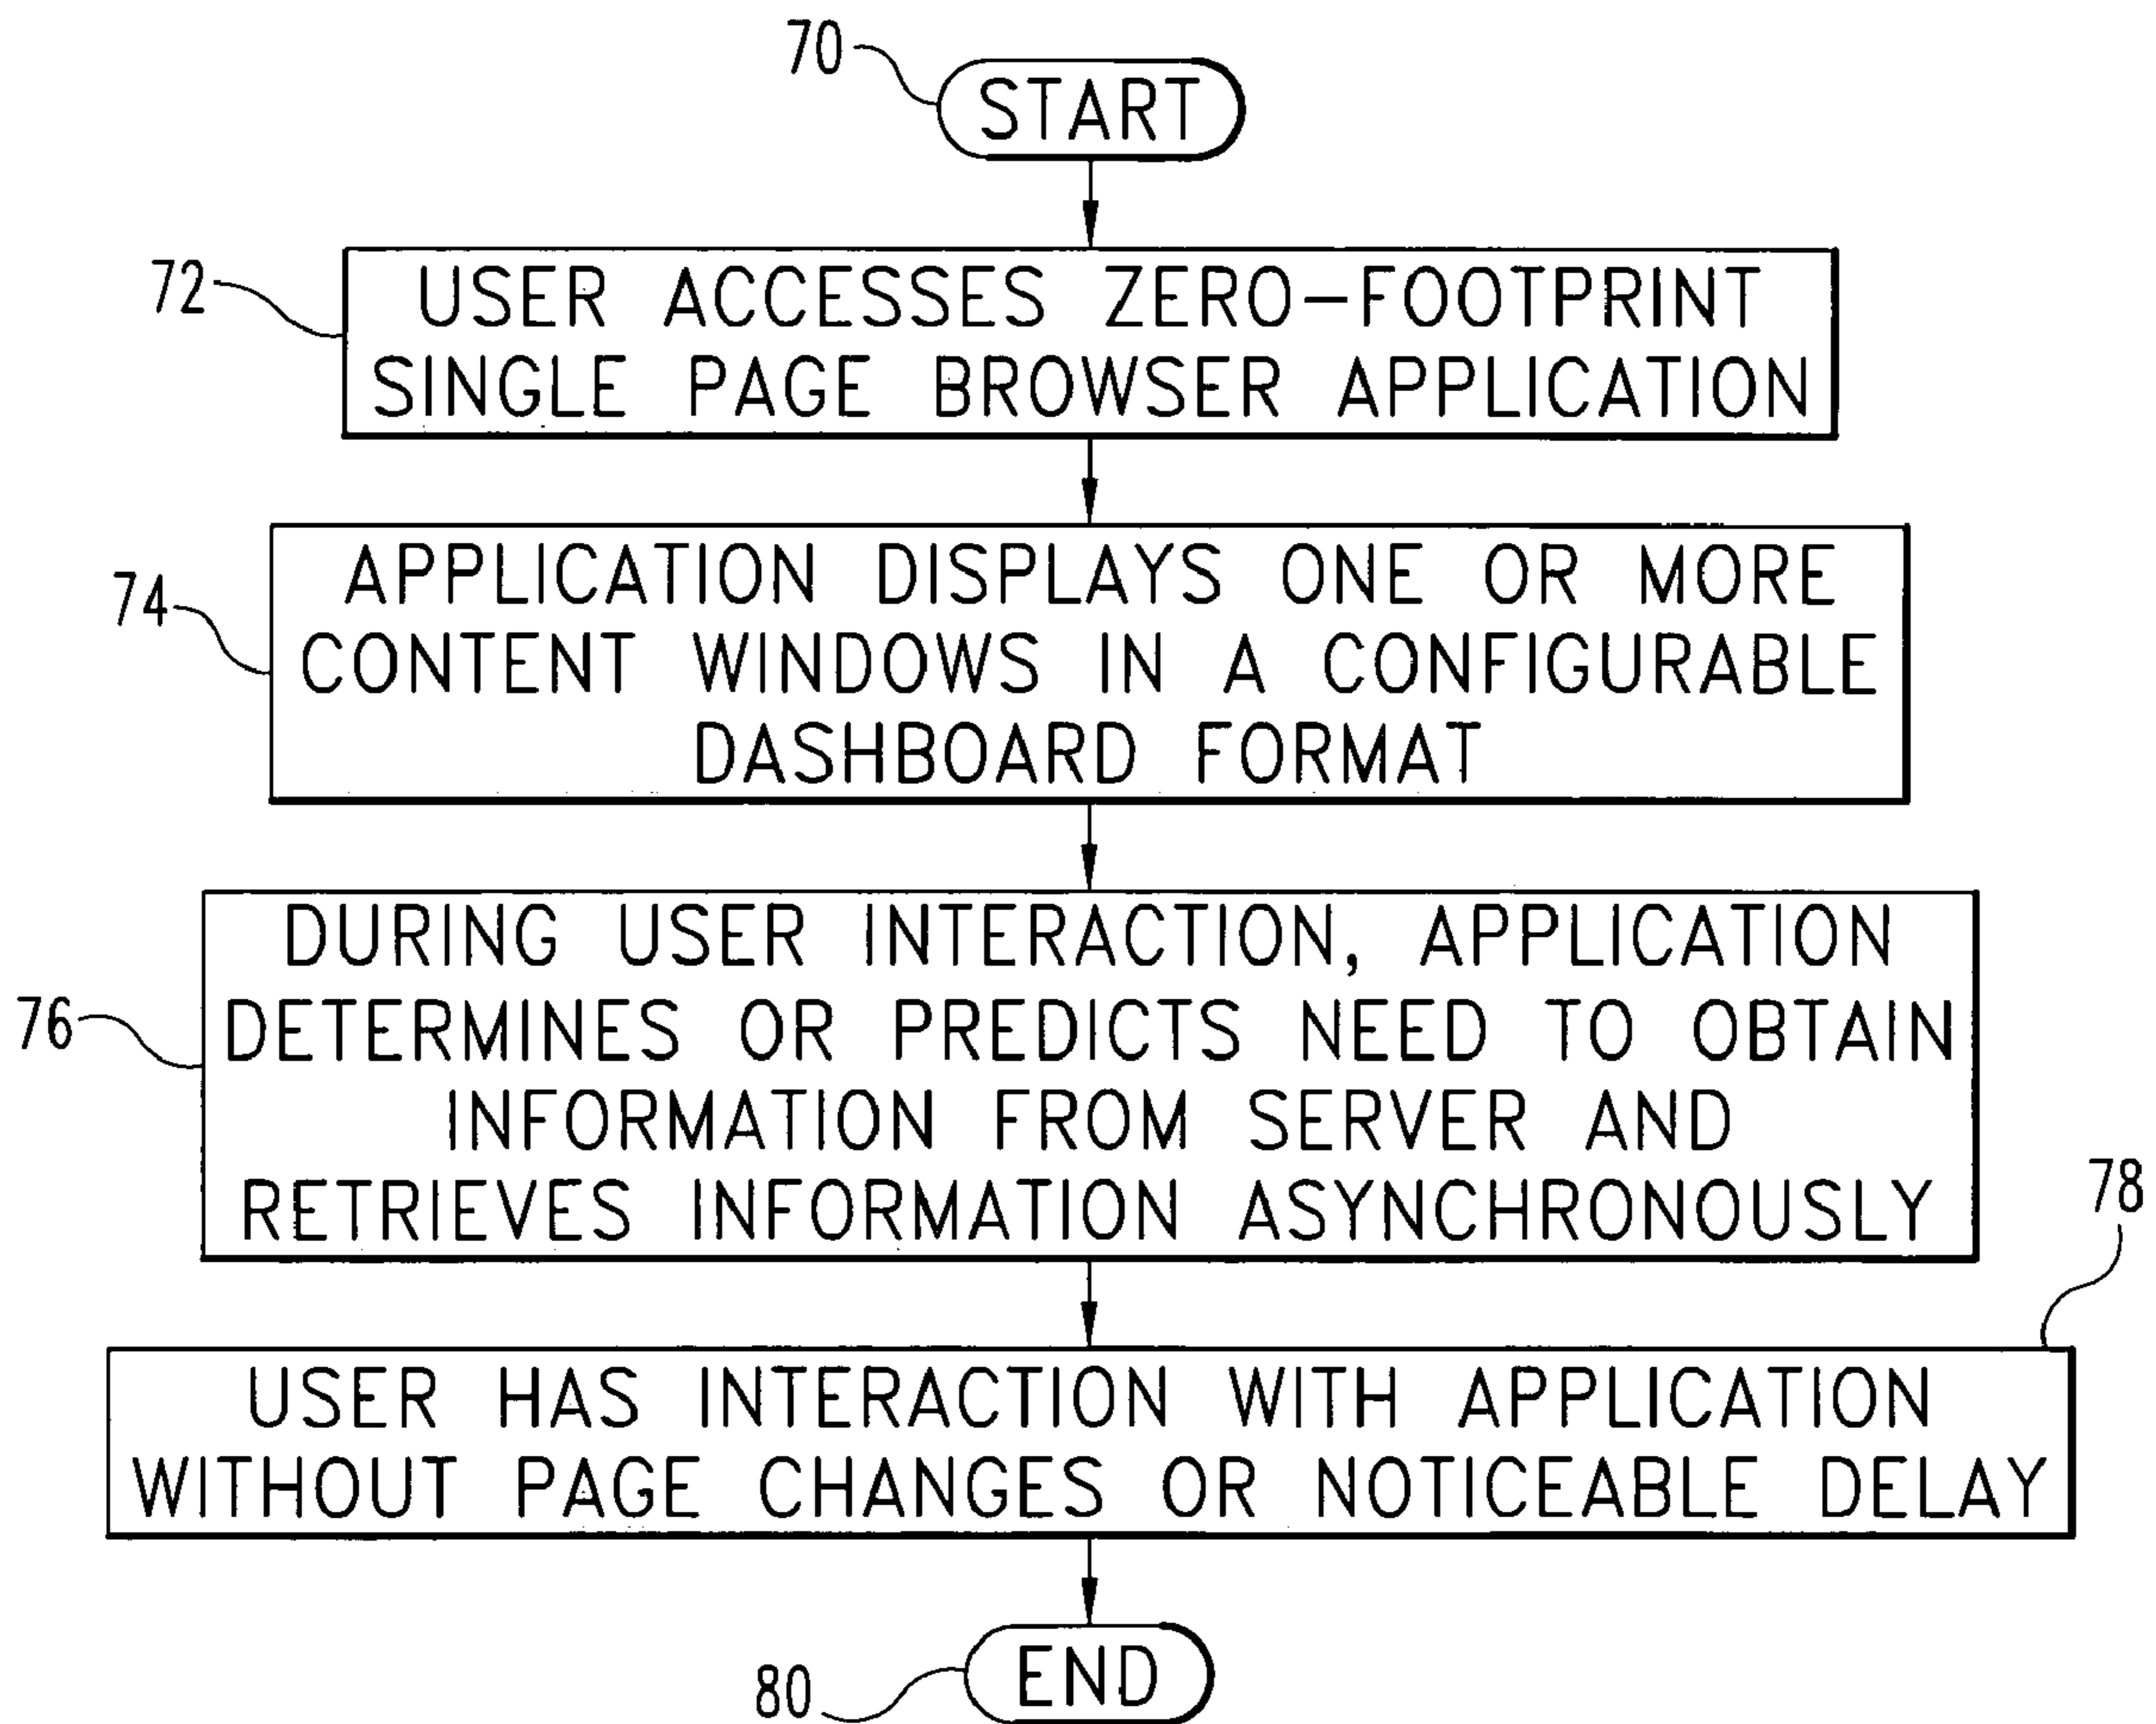 70
START
72
USER ACCESSES ZERO-FOOTPRINT
SINGLE PAGE BROWSER APPLICATION
74
APPLICATION DISPLAYS ONE OR MORE
CONTENT WINDOWS IN A CONFIGURABLE
DASHBOARD FORMAT
76
DURING USER INTERACTION, APPLICATION
DETERMINES OR PREDICTS NEED TO OBTAIN
INFORMATION FROM SERVER AND
RETRIEVES INFORMATION ASYNCHRONOUSLY
78
USER HAS INTERACTION WITH APPLICATION
WITHOUT PAGE CHANGES OR NOTICEABLE DELAY
80
END